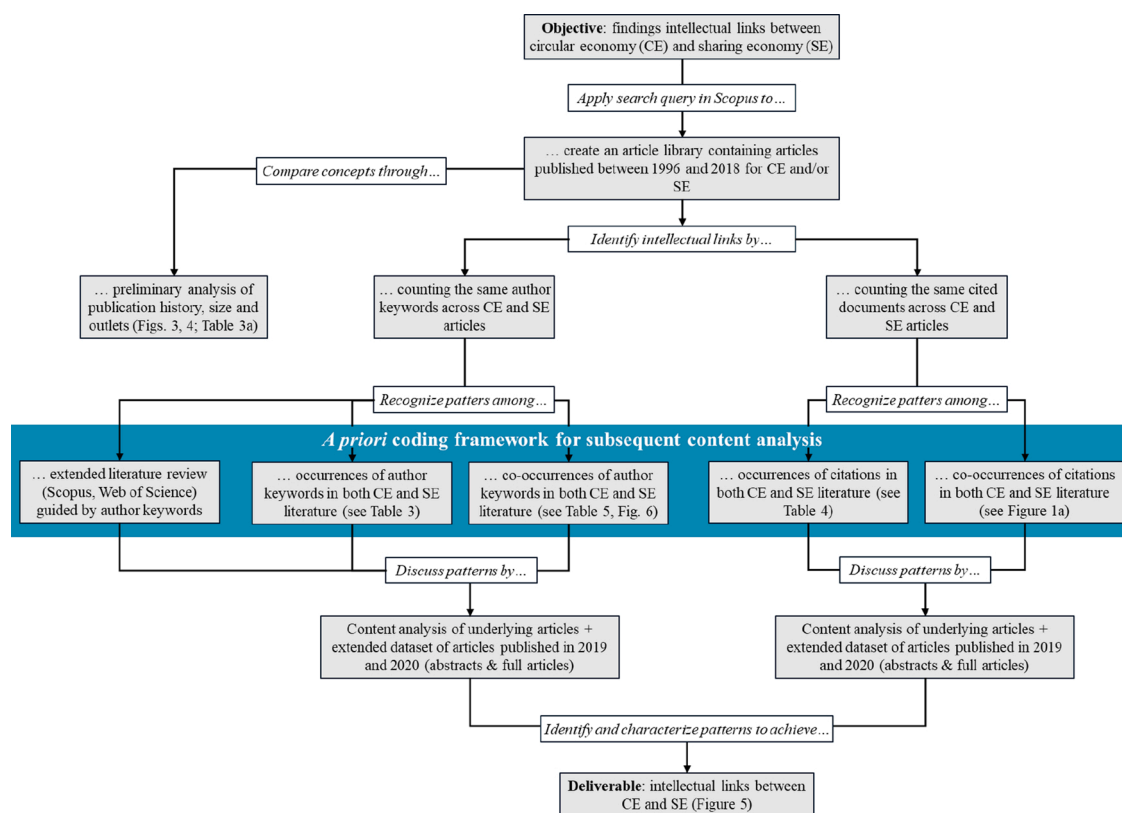 Objective: findings intellectual links between
circular economy (CE) and sharing economy (SE)
Apply search query in Scopus to…
… create an article library containing articles
published between 1996 and 2018 for CE and/or
SE
Compare concepts through…
Identify intellectual links by…
… preliminary analysis of
publication history, size and
outlets (Figs. 3, 4; Table 3a)
… counting the same author
keywords across CE and SE
articles
… counting the same cited
documents across CE and
SE articles
Recognize patters among…
Recognize patters among…
A priori coding framework for subsequent content analysis
… extended literature review
(Scopus, Web of Science)
guided by author keywords
… occurrences of author
keywords in both CE and SE
literature (see Table 3)
… co-occurrences of author
keywords in both CE and SE
literature (see Table 5, Fig. 6)
… occurrences of citations in
both CE and SE literature (see
Table 4)
… co-occurrences of citations
in both CE and SE literature
(see Figure 1a)
Discuss patterns by…
Discuss patterns by…
Content analysis of underlying articles +
extended dataset of articles published in 2019
and 2020 (abstracts & full articles)
Content analysis of underlying articles +
extended dataset of articles published in 2019
and 2020 (abstracts & full articles)
Identify and characterize patterns to achieve…
Deliverable: intellectual links between
CE and SE (Figure 5)